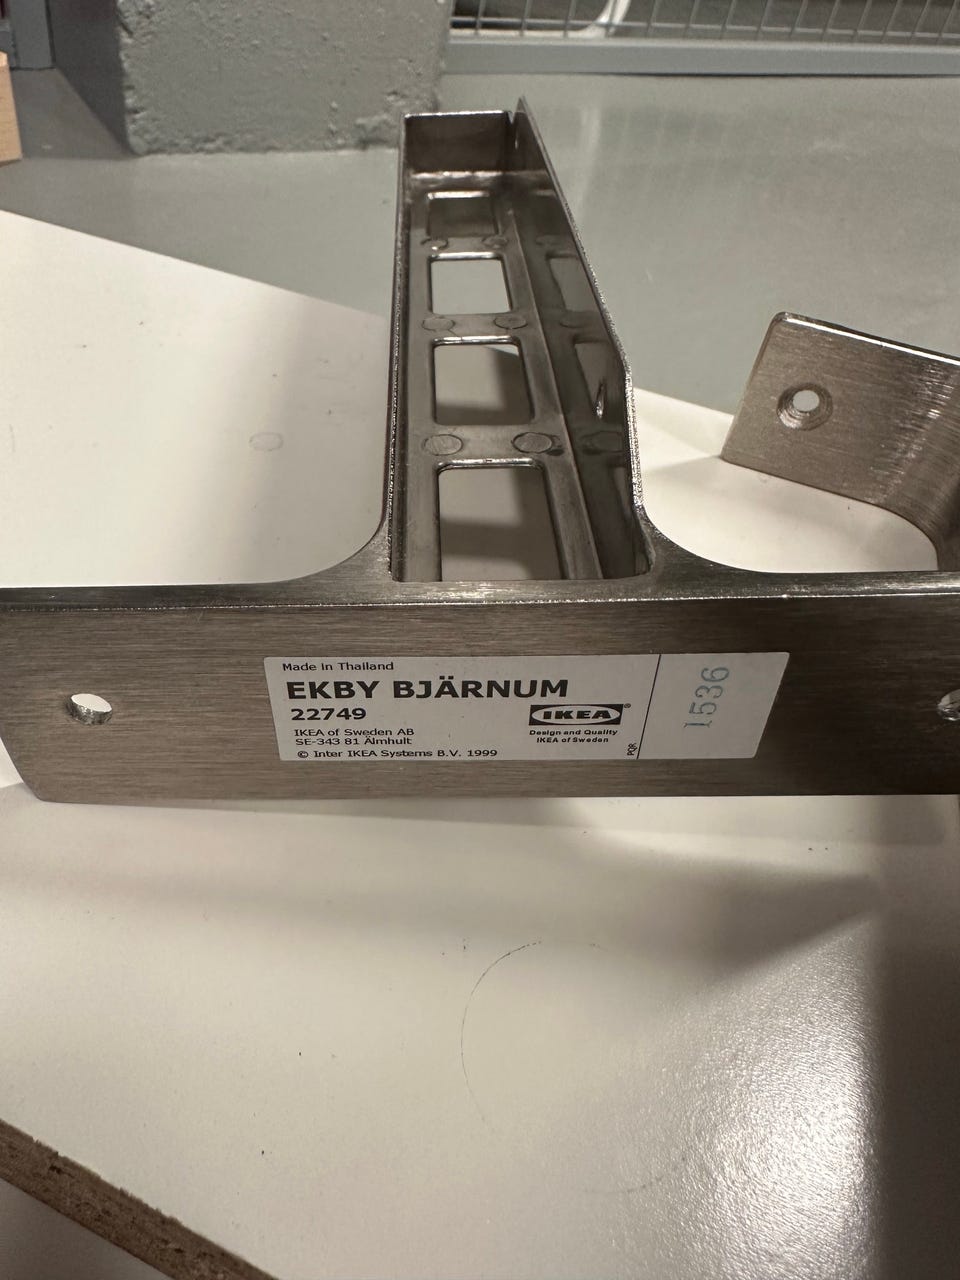 Made in Thailand
EKBY BJÄRNUM
22749
IKEA of Sweden AB
SE-343 81 Älmhult
© Inter IKEA Systems B.V. 1999
IKEA®
Design and Quality
IKEA of Sweden
PQR
1536